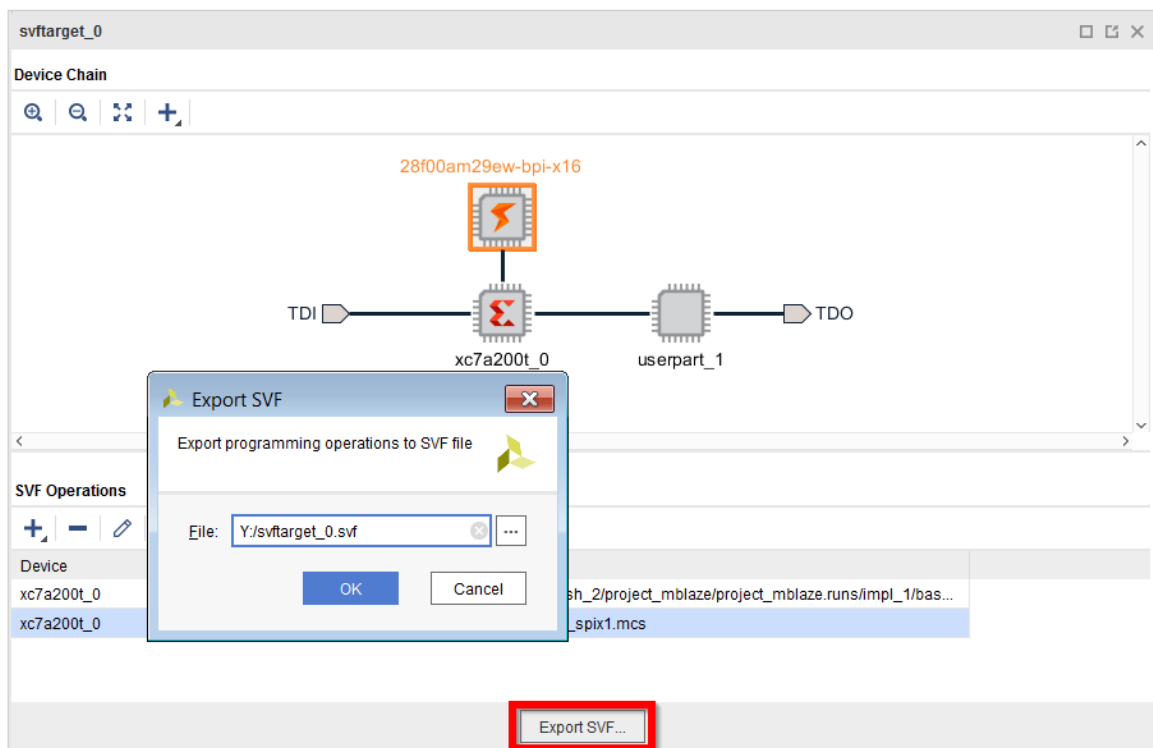 svftarget_0
Device Chain
28f00am29ew-bpi-x16
TDI
TDO
xc7a200t_0
userpart_1
Export SVF
Export programming operations to SVF file
File: Y:/svftarget_0.svf ...
OK Cancel
SVF Operations
Device
xc7a200t_0 sh_2/project_mblaze/project_mblaze.runs/impl_1/bas...
xc7a200t_0 _spix1.mcs
Export SVF...